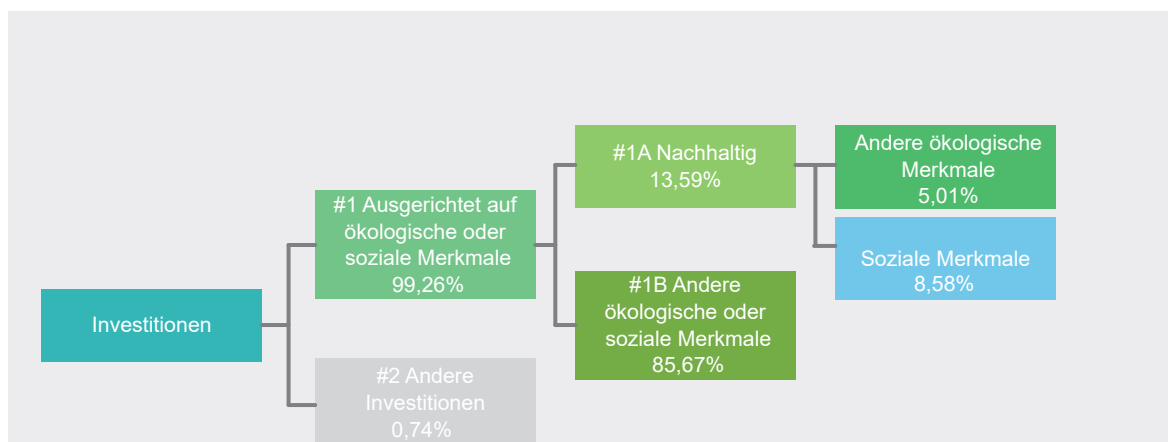 Investitionen
#1 Ausgerichtet auf
ökologische oder
soziale Merkmale
99,26%
#2 Andere
Investitionen
0,74%
#1A Nachhaltig
13,59%
#1B Andere
ökologische oder
soziale Merkmale
85,67%
Andere ökologische
Merkmale
5,01%
Soziale Merkmale
8,58%